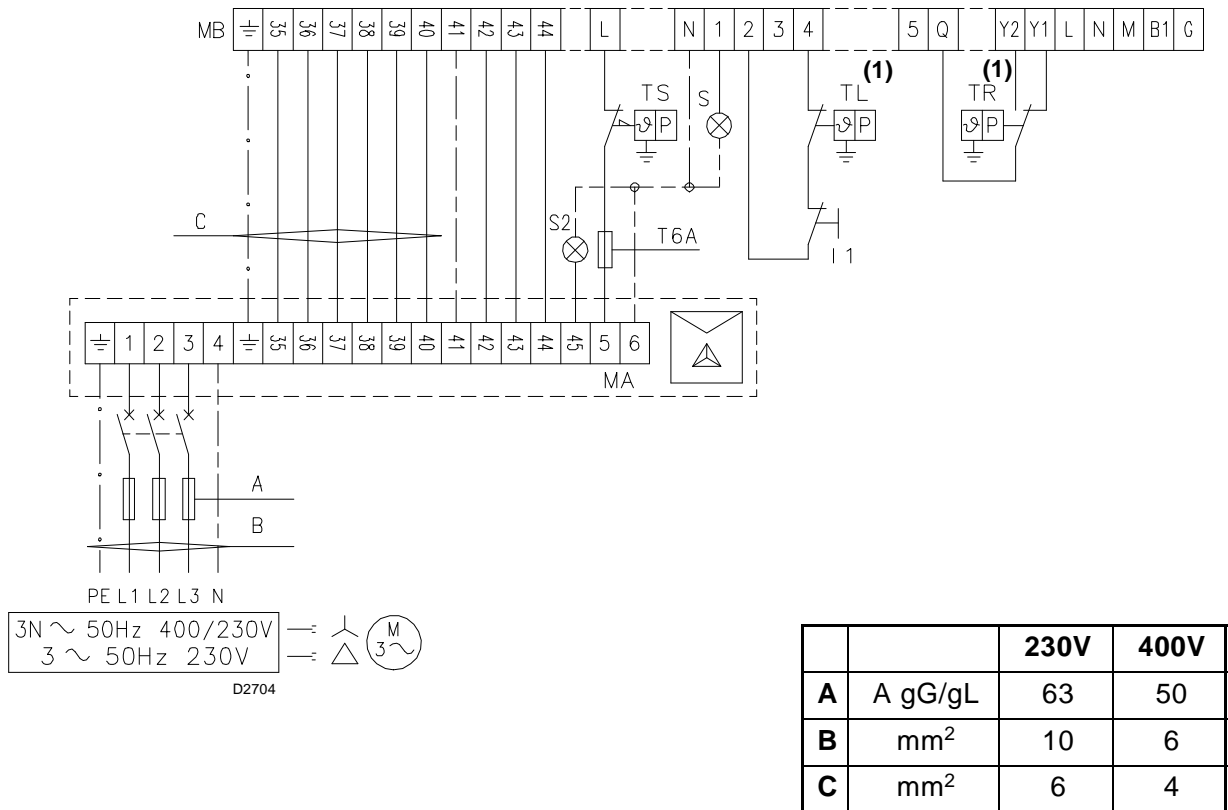 MB ⏚ 35 36 37 38 39 40 41 42 43 44 L N 1 2 3 4 5 Q Y2 Y1 L N M B1 G
(1) (1)
TS S TL TR
ϑ P ϑ P ϑ P
C S2 T6A I1
⏚ 1 2 3 4 ⏚ 35 36 37 38 39 40 41 42 43 44 45 5 6
MA
A
B
PE L1 L2 L3 N
3N ~ 50Hz 400/230V
3 ~ 50Hz 230V
M
3~
D2704
230V 400V
A A gG/gL 63 50
B mm² 10 6
C mm² 6 4